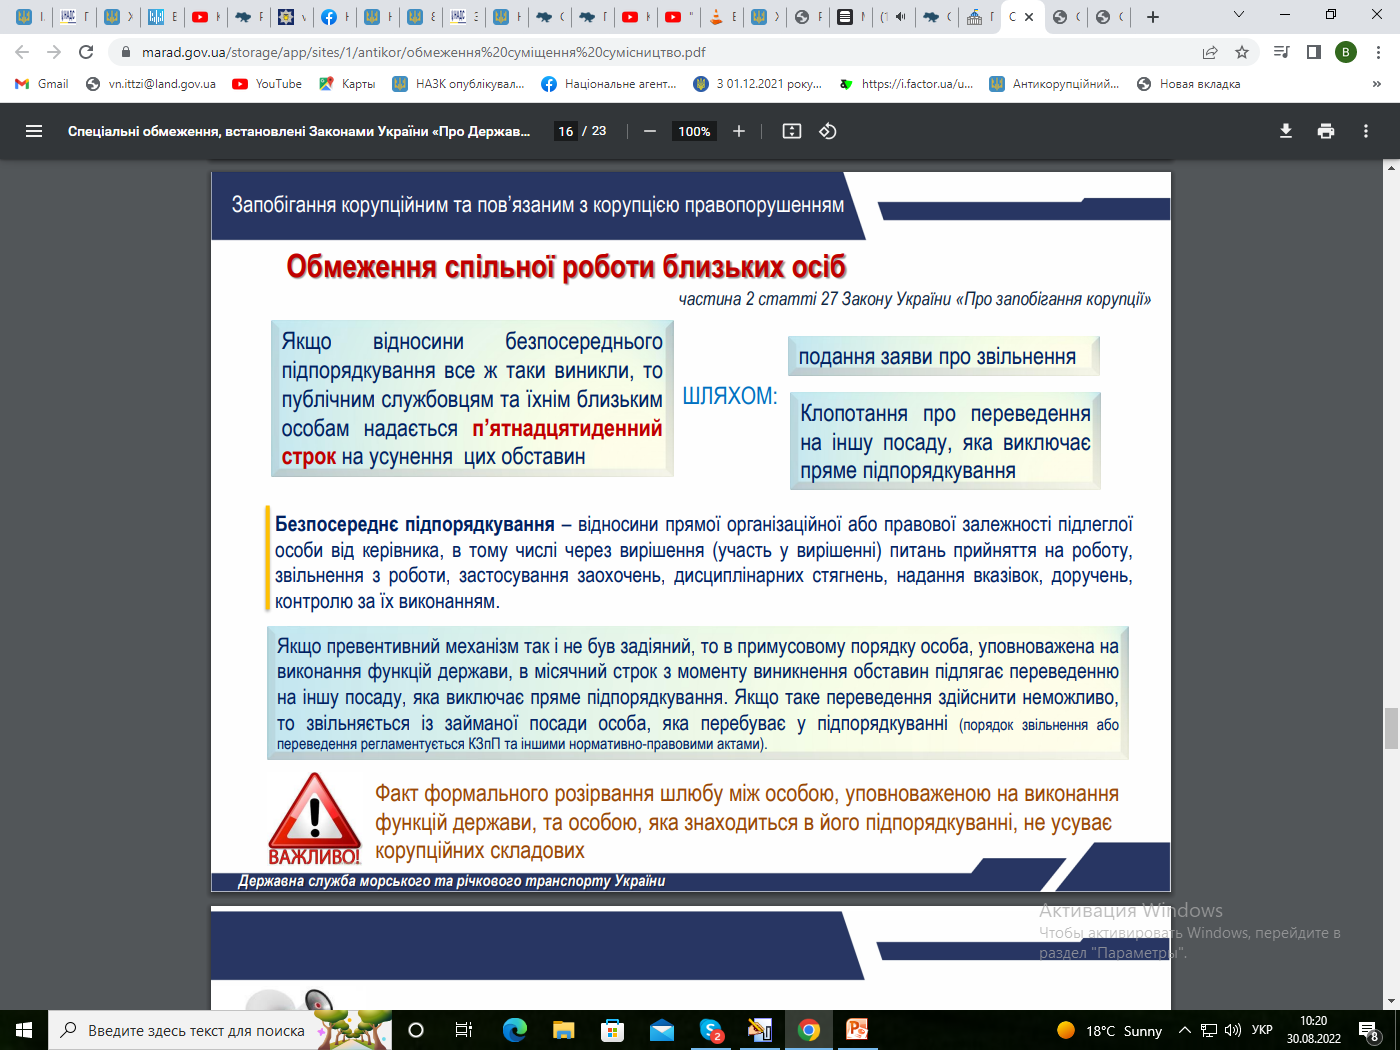 marad.gov.ua/storage/app/sites/1/antikor/обмеження%20суміщення%20сумісництво.pdf
B
Gmail
vn.ittzi@land.gov.ua
YouTube
Карты
НАЗК опублікувал...
Національне агент...
З 01.12.2021 року...
https://i.factor.ua/u...
Антикорупційний...
Новая вкладка
»
Спеціальні обмеження, встановлені Законами України «Про Держав...
16 / 23
100%
Запобігання корупційним та пов’язаним з корупцією правопорушенням
Обмеження спільної роботи близьких осіб
частина 2 статті 27 Закону України «Про запобігання корупції»
Якщо відносини безпосереднього
підпорядкування все ж таки виникли, то
публічним службовцям та їхнім близьким
особам надається п’ятнадцятиденний
строк на усунення цих обставин
ШЛЯХОМ:
подання заяви про звільнення
Клопотання про переведення
на іншу посаду, яка виключає
пряме підпорядкування
Безпосереднє підпорядкування – відносини прямої організаційної або правової залежності підлеглої
особи від керівника, в тому числі через вирішення (участь у вирішенні) питань прийняття на роботу,
звільнення з роботи, застосування заохочень, дисциплінарних стягнень, надання вказівок, доручень,
контролю за їх виконанням.
Якщо превентивний механізм так і не був задіяний, то в примусовому порядку особа, уповноважена на
виконання функцій держави, в місячний строк з моменту виникнення обставин підлягає переведенню
на іншу посаду, яка виключає пряме підпорядкування. Якщо таке переведення здійснити неможливо,
то звільняється із займаної посади особа, яка перебуває у підпорядкуванні (порядок звільнення або
переведення регламентується КЗпП та іншими нормативно-правовими актами).
ВАЖЛИВО!
Факт формального розірвання шлюбу між особою, уповноваженою на виконання
функцій держави, та особою, яка знаходиться в його підпорядкуванні, не усуває
корупційних складових
Державна служба морського та річкового транспорту України
Активация Windows
Чтобы активировать Windows, перейдите в
раздел "Параметры".
Введите здесь текст для поиска
2
18°C Sunny
УКР
10:20
30.08.2022
8